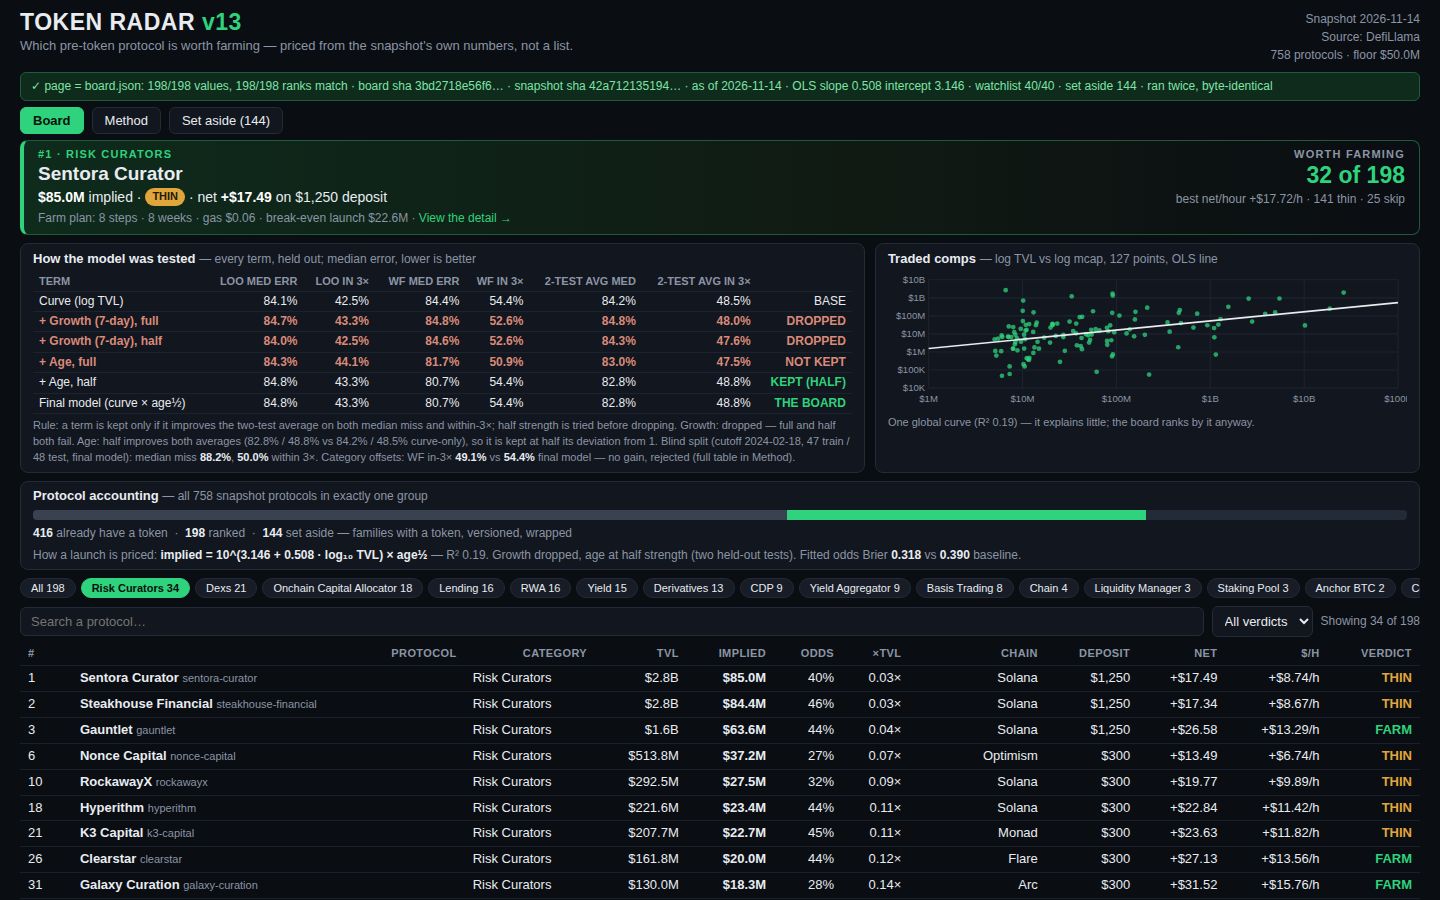 TOKEN RADAR v13
Which pre-token protocol is worth farming — priced from the snapshot's own numbers, not a list.
Snapshot 2026-11-14
Source: DefiLlama
758 protocols · floor $50.0M
✓ page = board.json: 198/198 values, 198/198 ranks match · board sha 3bd2718e56f6… · snapshot sha 42a712135194… · as of 2026-11-14 · OLS slope 0.508 intercept 3.146 · watchlist 40/40 · set aside 144 · ran twice, byte-identical
Board Method Set aside (144)
#1 · RISK CURATORS
Sentora Curator
$85.0M implied · THIN · net +$17.49 on $1,250 deposit
Farm plan: 8 steps · 8 weeks · gas $0.06 · break-even launch $22.6M · View the detail →
WORTH FARMING
32 of 198
best net/hour +$17.72/h · 141 thin · 25 skip
How the model was tested — every term, held out; median error, lower is better
TERM LOO MED ERR LOO IN 3× WF MED ERR WF IN 3× 2-TEST AVG MED 2-TEST AVG IN 3×
Curve (log TVL) 84.1% 42.5% 84.4% 54.4% 84.2% 48.5% BASE
+ Growth (7-day), full 84.7% 43.3% 84.8% 52.6% 84.8% 48.0% DROPPED
+ Growth (7-day), half 84.0% 42.5% 84.6% 52.6% 84.3% 47.6% DROPPED
+ Age, full 84.3% 44.1% 81.7% 50.9% 83.0% 47.5% NOT KEPT
+ Age, half 84.8% 43.3% 80.7% 54.4% 82.8% 48.8% KEPT (HALF)
Final model (curve × age½) 84.8% 43.3% 80.7% 54.4% 82.8% 48.8% THE BOARD
Rule: a term is kept only if it improves the two-test average on both median miss and within-3×; half strength is tried before dropping. Growth: dropped — full and half
both fail. Age: half improves both averages (82.8% / 48.8% vs 84.2% / 48.5% curve-only), so it is kept at half its deviation from 1. Blind split (cutoff 2024-02-18, 47 train /
48 test, final model): median miss 88.2%, 50.0% within 3×. Category offsets: WF in-3× 49.1% vs 54.4% final model — no gain, rejected (full table in Method).
Traded comps — log TVL vs log mcap, 127 points, OLS line
$10B
$1B
$100M
$10M
$1M
$100K
$10K
$1M $10M $100M $1B $10B $100
One global curve (R² 0.19) — it explains little; the board ranks by it anyway.
Protocol accounting — all 758 snapshot protocols in exactly one group
416 already have a token · 198 ranked · 144 set aside — families with a token, versioned, wrapped
How a launch is priced: implied = 10^(3.146 + 0.508 · log₁₀ TVL) × age½ — R² 0.19. Growth dropped, age at half strength (two held-out tests). Fitted odds Brier 0.318 vs 0.390 baseline.
All 198 Risk Curators 34 Dexs 21 Onchain Capital Allocator 18 Lending 16 RWA 16 Yield 15 Derivatives 13 CDP 9 Yield Aggregator 9 Basis Trading 8 Chain 4 Liquidity Manager 3 Staking Pool 3 Anchor BTC 2 C
Search a protocol… All verdicts Showing 34 of 198
# PROTOCOL CATEGORY TVL IMPLIED ODDS ×TVL CHAIN DEPOSIT NET $/H VERDICT
1 Sentora Curator sentora-curator Risk Curators $2.8B $85.0M 40% 0.03× Solana $1,250 +$17.49 +$8.74/h THIN
2 Steakhouse Financial steakhouse-financial Risk Curators $2.8B $84.4M 46% 0.03× Solana $1,250 +$17.34 +$8.67/h THIN
3 Gauntlet gauntlet Risk Curators $1.6B $63.6M 44% 0.04× Solana $1,250 +$26.58 +$13.29/h FARM
6 Nonce Capital nonce-capital Risk Curators $513.8M $37.2M 27% 0.07× Optimism $300 +$13.49 +$6.74/h THIN
10 RockawayX rockawayx Risk Curators $292.5M $27.5M 32% 0.09× Solana $300 +$19.77 +$9.89/h THIN
18 Hyperithm hyperithm Risk Curators $221.6M $23.4M 44% 0.11× Solana $300 +$22.84 +$11.42/h THIN
21 K3 Capital k3-capital Risk Curators $207.7M $22.7M 45% 0.11× Monad $300 +$23.63 +$11.82/h THIN
26 Clearstar clearstar Risk Curators $161.8M $20.0M 44% 0.12× Flare $300 +$27.13 +$13.56/h FARM
31 Galaxy Curation galaxy-curation Risk Curators $130.0M $18.3M 28% 0.14× Arc $300 +$31.52 +$15.76/h FARM